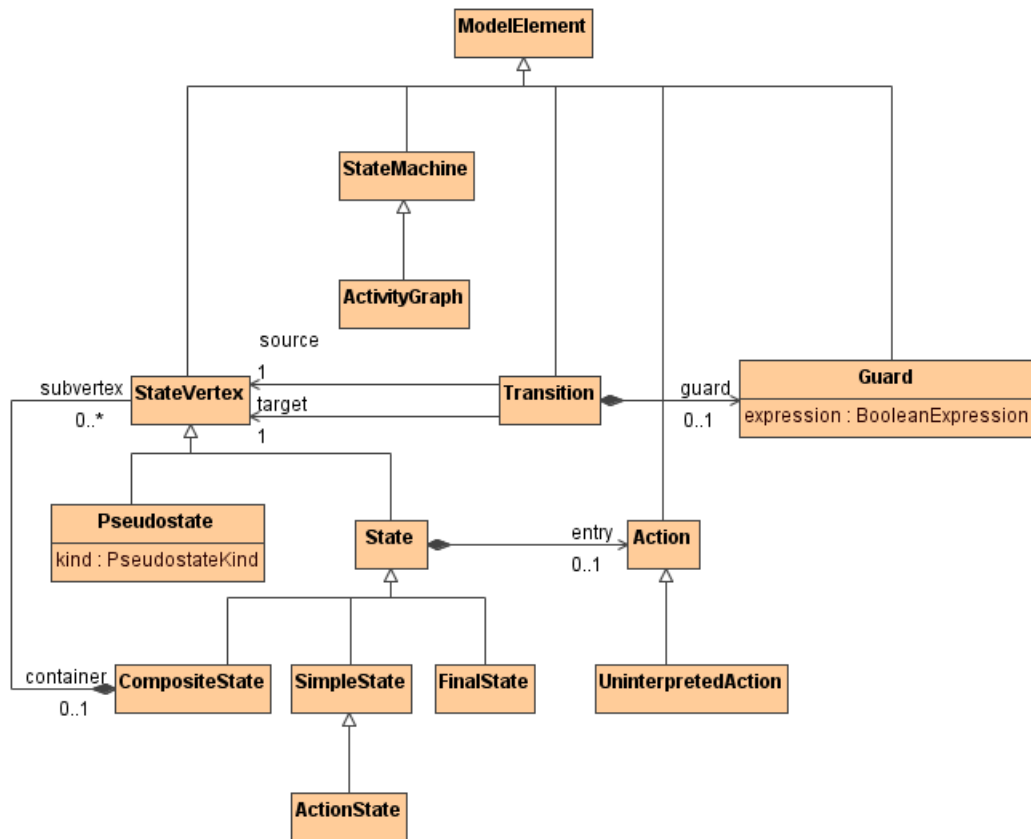 ModelElement
StateMachine
ActivityGraph
source
1
subvertex
0..*
StateVertex
target
1
Transition
guard
0..1
Guard
expression : BooleanExpression
Pseudostate
kind : PseudostateKind
State
entry
0..1
Action
container
0..1
CompositeState
SimpleState
FinalState
UninterpretedAction
ActionState